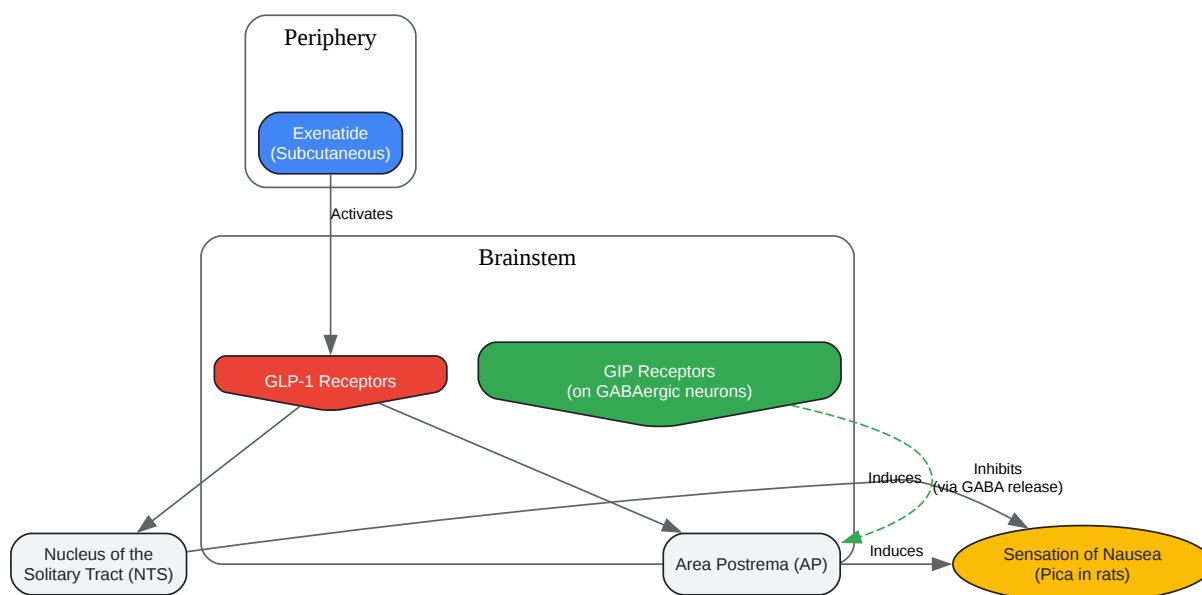 Periphery
Exenatide
(Subcutaneous)
Activates
Brainstem
GLP-1 Receptors
GIP Receptors
(on GABAergic neurons)
Induces
Inhibits
(via GABA release)
Nucleus of the
Solitary Tract (NTS)
Area Postrema (AP)
Induces
Sensation of Nausea
(Pica in rats)